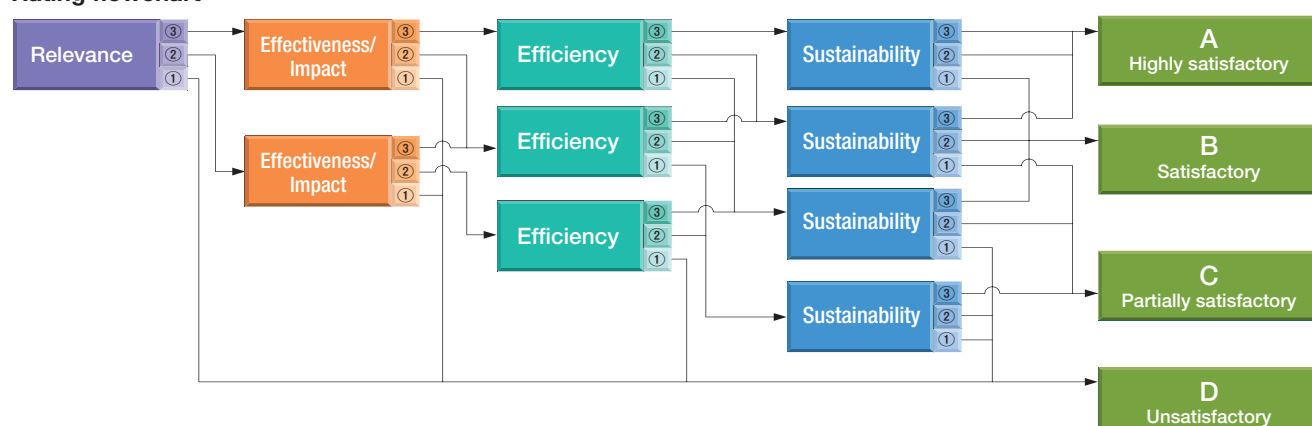 Relevance
③
②
①
Effectiveness/
Impact
③
②
①
Effectiveness/
Impact
③
②
①
Efficiency
③
②
①
Efficiency
③
②
①
Efficiency
③
②
①
Sustainability
③
②
①
Sustainability
③
②
①
Sustainability
③
②
①
Sustainability
③
②
①
A
Highly satisfactory
B
Satisfactory
C
Partially satisfactory
D
Unsatisfactory